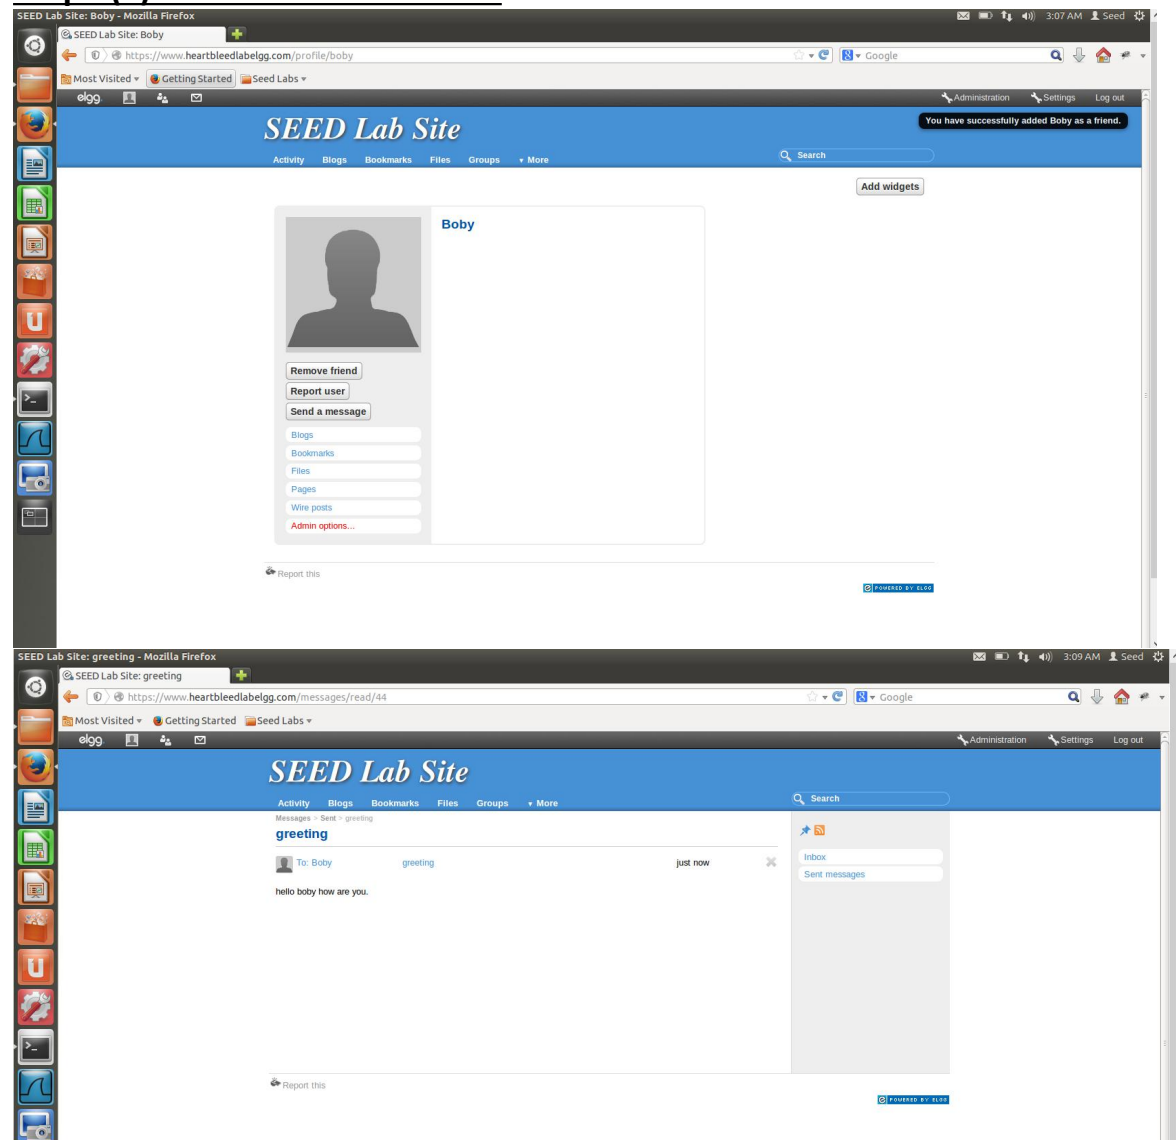 SEED Lab Site: Boby - Mozilla Firefox 3:07 AM Seed
SEED Lab Site: Boby
https://www.heartbleedlabelgg.com/profile/boby Google
Most Visited Getting Started Seed Labs
elgg Administration Settings Log out
You have successfully added Boby as a friend.
SEED Lab Site
Activity Blogs Bookmarks Files Groups More Search
Add widgets
Boby
Remove friend
Report user
Send a message
Blogs
Bookmarks
Files
Pages
Wire posts
Admin options...
Report this
POWERED BY ELGG
SEED Lab Site: greeting - Mozilla Firefox 3:09 AM Seed
SEED Lab Site: greeting
https://www.heartbleedlabelgg.com/messages/read/44 Google
Most Visited Getting Started Seed Labs
elgg Administration Settings Log out
SEED Lab Site
Activity Blogs Bookmarks Files Groups More Search
Messages > Sent > greeting
greeting
To: Boby greeting just now
Inbox
Sent messages
hello boby how are you.
Report this
POWERED BY ELGG